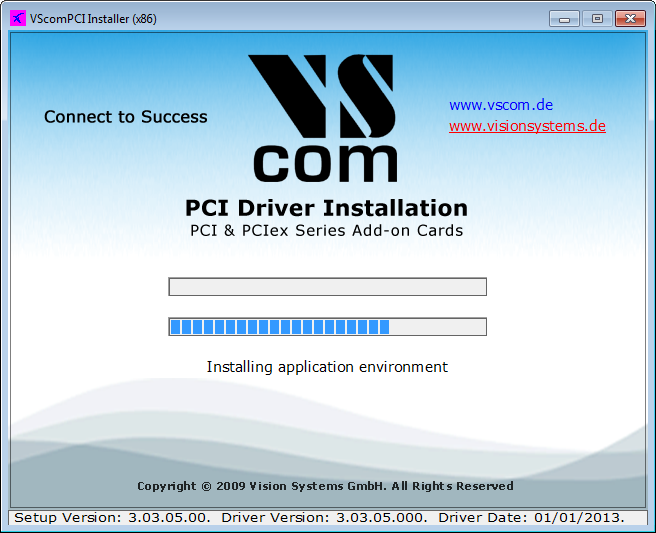 VScomPCI Installer (x86)
VS
com
Connect to Success
www.vscom.de
www.visionsystems.de
PCI Driver Installation
PCI & PCIex Series Add-on Cards
Installing application environment
Copyright © 2009 Vision Systems GmbH. All Rights Reserved
Setup Version: 3.03.05.00. Driver Version: 3.03.05.000. Driver Date: 01/01/2013.